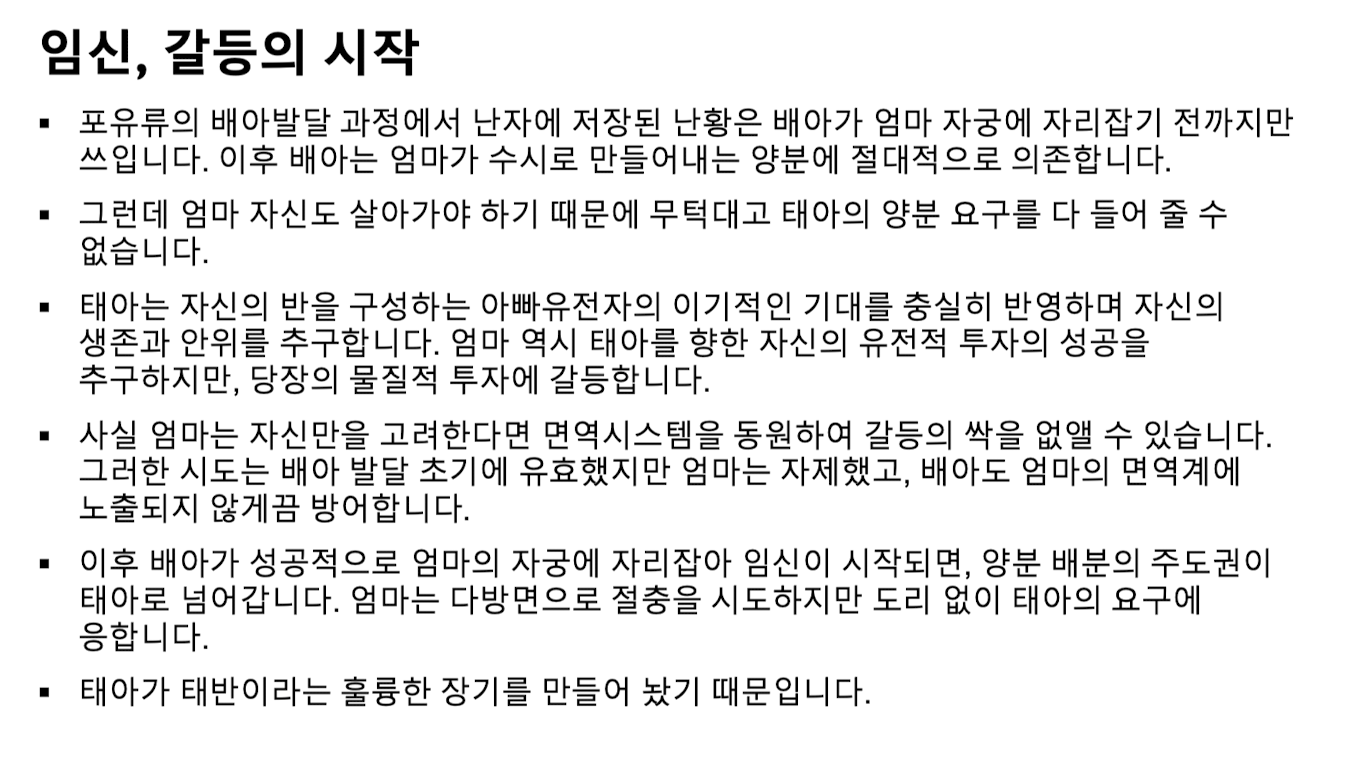 임신, 갈등의 시작
▪ 포유류의 배아발달 과정에서 난자에 저장된 난황은 배아가 엄마 자궁에 자리잡기 전까지만
쓰입니다. 이후 배아는 엄마가 수시로 만들어내는 양분에 절대적으로 의존합니다.
▪ 그런데 엄마 자신도 살아가야 하기 때문에 무턱대고 태아의 양분 요구를 다 들어 줄 수
없습니다.
▪ 태아는 자신의 반을 구성하는 아빠유전자의 이기적인 기대를 충실히 반영하며 자신의
생존과 안위를 추구합니다. 엄마 역시 태아를 향한 자신의 유전적 투자의 성공을
추구하지만, 당장의 물질적 투자에 갈등합니다.
▪ 사실 엄마는 자신만을 고려한다면 면역시스템을 동원하여 갈등의 싹을 없앨 수 있습니다.
그러한 시도는 배아 발달 초기에 유효했지만 엄마는 자제했고, 배아도 엄마의 면역계에
노출되지 않게끔 방어합니다.
▪ 이후 배아가 성공적으로 엄마의 자궁에 자리잡아 임신이 시작되면, 양분 배분의 주도권이
태아로 넘어갑니다. 엄마는 다방면으로 절충을 시도하지만 도리 없이 태아의 요구에
응합니다.
▪ 태아가 태반이라는 훌륭한 장기를 만들어 놨기 때문입니다.